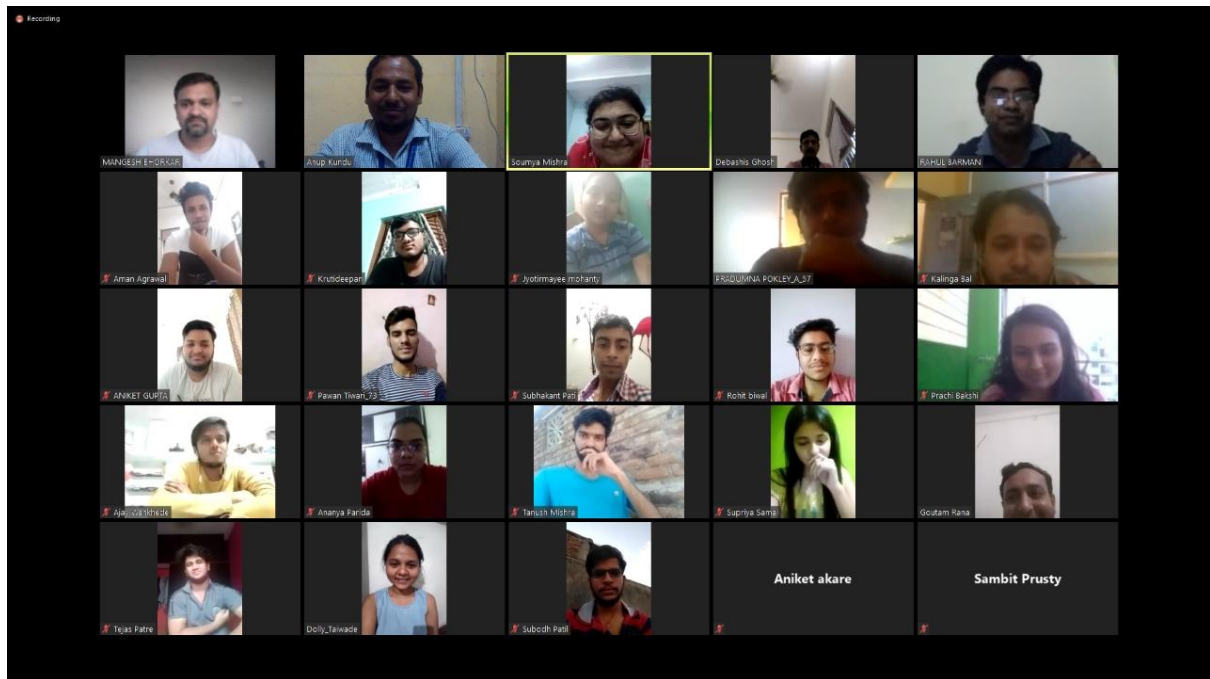 Recording
MANGESH BHORKAR
Anup Kundu
Soumya Mishra
Debashis Ghosh
RAHUL BARMAN
Aman Agrawal
Krutideepan
Jyotirmayee mohanty
PRADUMNA POKLEY_A_57
Kalinga Bal
ANIKET GUPTA
Pawan Tiwari_73
Subhakant Pati
Rohit biwal
Prachi Bakshi
Ajay Wankhede
Ananya Parida
Tanush Mishra
Supriya Samal
Goutam Rana
Tejas Patre
Dolly_Taiwade
Subodh Patil
Aniket akare
Sambit Prusty